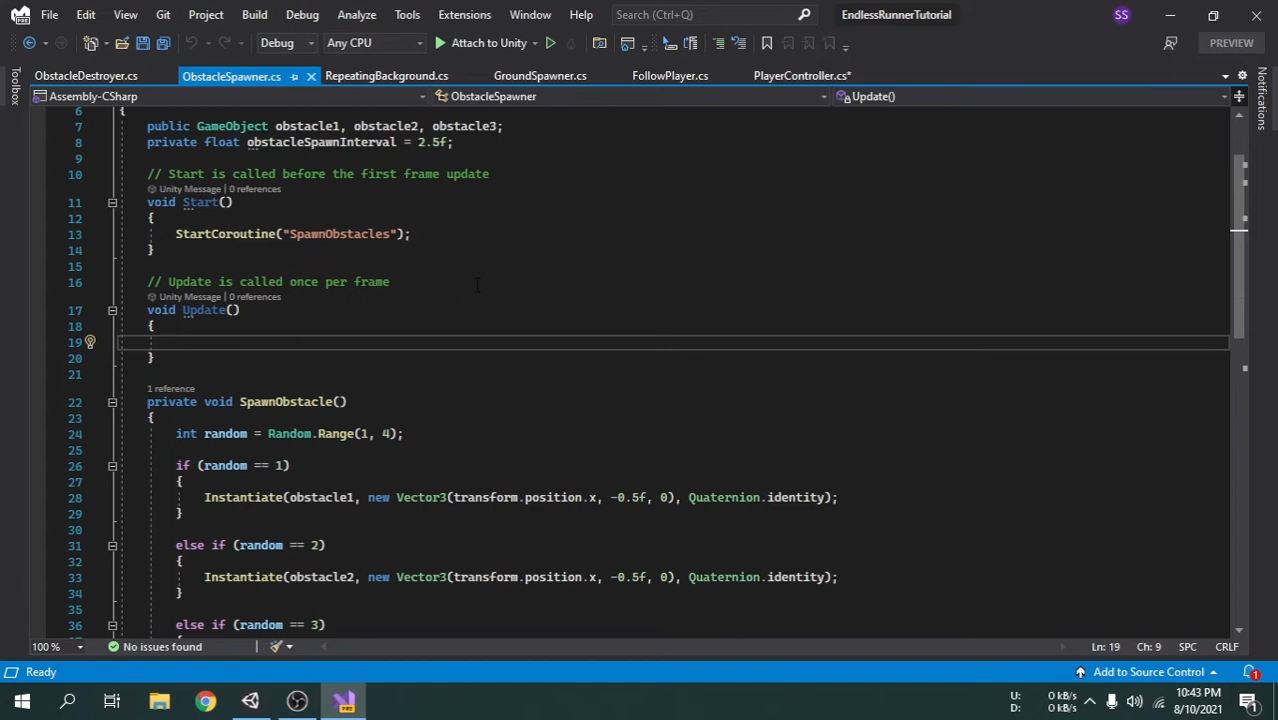 File Edit View Git Project Build Debug Analyze Tools Extensions Window Help Search (Ctrl+Q) EndlessRunnerTutorial SS
Debug Any CPU Attach to Unity PREVIEW
ObstacleDestroyer.cs ObstacleSpawner.cs RepeatingBackground.cs GroundSpawner.cs FollowPlayer.cs PlayerController.cs*
Assembly-CSharp ObstacleSpawner Update()
Toolbox
Notifications
6 {
7 public GameObject obstacle1, obstacle2, obstacle3;
8 private float obstacleSpawnInterval = 2.5f;
9
10 // Start is called before the first frame update
Unity Message | 0 references
11 void Start()
12 {
13 StartCoroutine("SpawnObstacles");
14 }
15
16 // Update is called once per frame
Unity Message | 0 references
17 void Update()
18 {
19
20 }
21
1 reference
22 private void SpawnObstacle()
23 {
24 int random = Random.Range(1, 4);
25
26 if (random == 1)
27 {
28 Instantiate(obstacle1, new Vector3(transform.position.x, -0.5f, 0), Quaternion.identity);
29 }
30
31 else if (random == 2)
32 {
33 Instantiate(obstacle2, new Vector3(transform.position.x, -0.5f, 0), Quaternion.identity);
34 }
35
36 else if (random == 3)
100 % No issues found Ln: 19 Ch: 9 SPC CRLF
Ready Add to Source Control 1
PRE U: 0 kB/s 10:43 PM
D: 0 kB/s 8/10/2021 1